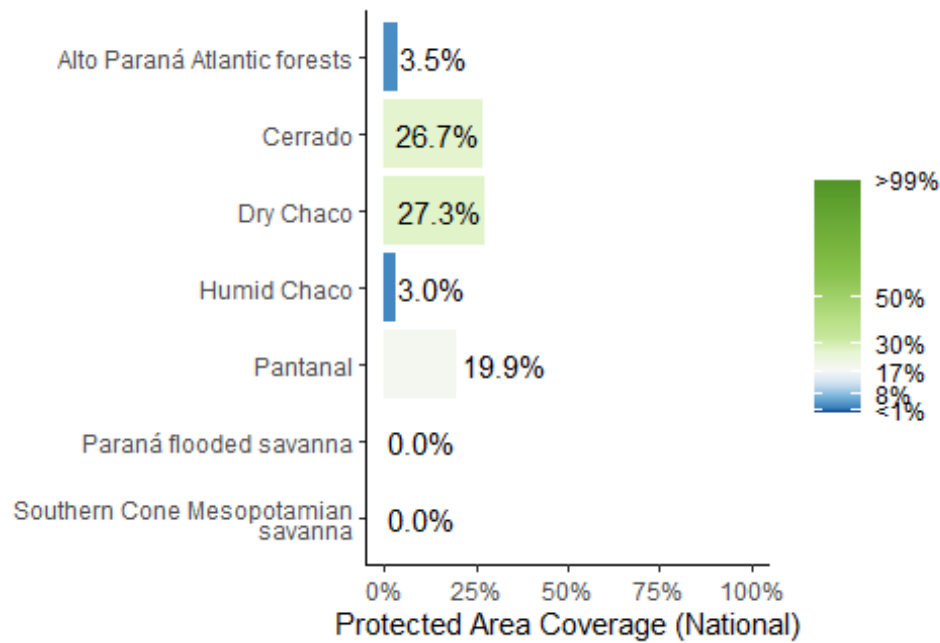 Alto Paraná Atlantic forests
3.5%
Cerrado
26.7%
Dry Chaco
27.3%
Humid Chaco
3.0%
Pantanal
19.9%
Paraná flooded savanna
0.0%
Southern Cone Mesopotamian
savanna
0.0%
0% 25% 50% 75% 100%
Protected Area Coverage (National)
>99%
50%
30%
17%
8%
<1%